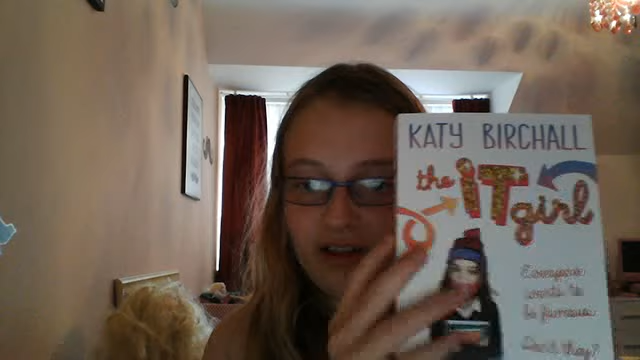 KATY BIRCHALL
the
iT
girl
Everyone
wants to
be famous.
Don't they?